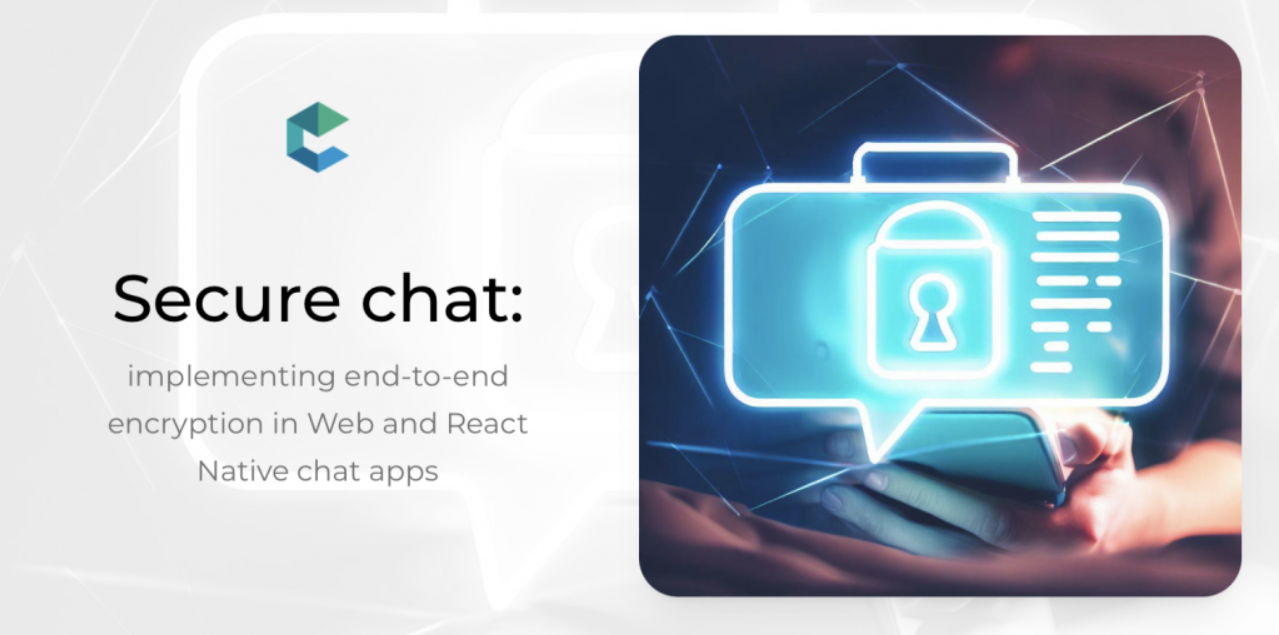 Secure chat:
implementing end-to-end
encryption in Web and React
Native chat apps